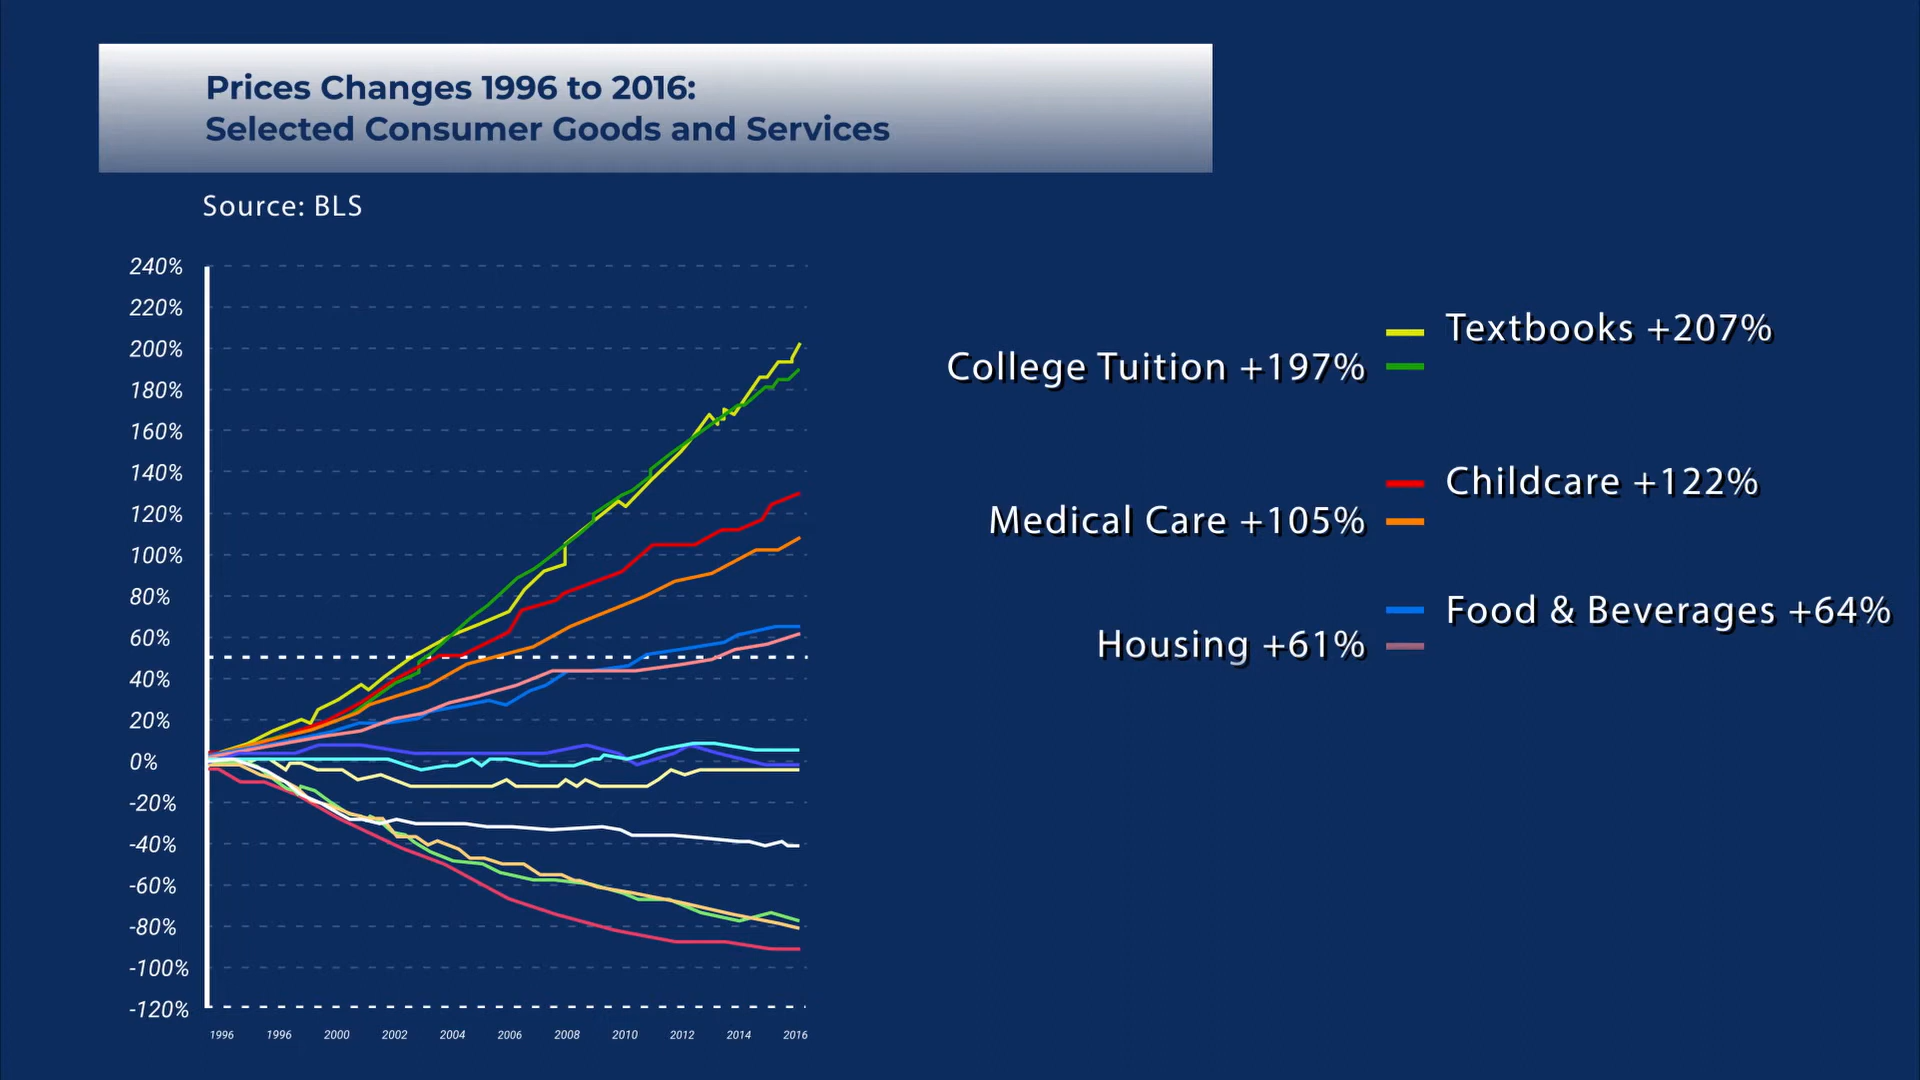 Prices Changes 1996 to 2016:
Selected Consumer Goods and Services
Source: BLS
240%
220%
200%
180%
160%
140%
120%
100%
80%
60%
40%
20%
0%
-20%
-40%
-60%
-80%
-100%
-120%
1996 1996 2000 2002 2004 2006 2008 2010 2012 2014 2016
Textbooks +207%
College Tuition +197%
Childcare +122%
Medical Care +105%
Food & Beverages +64%
Housing +61%